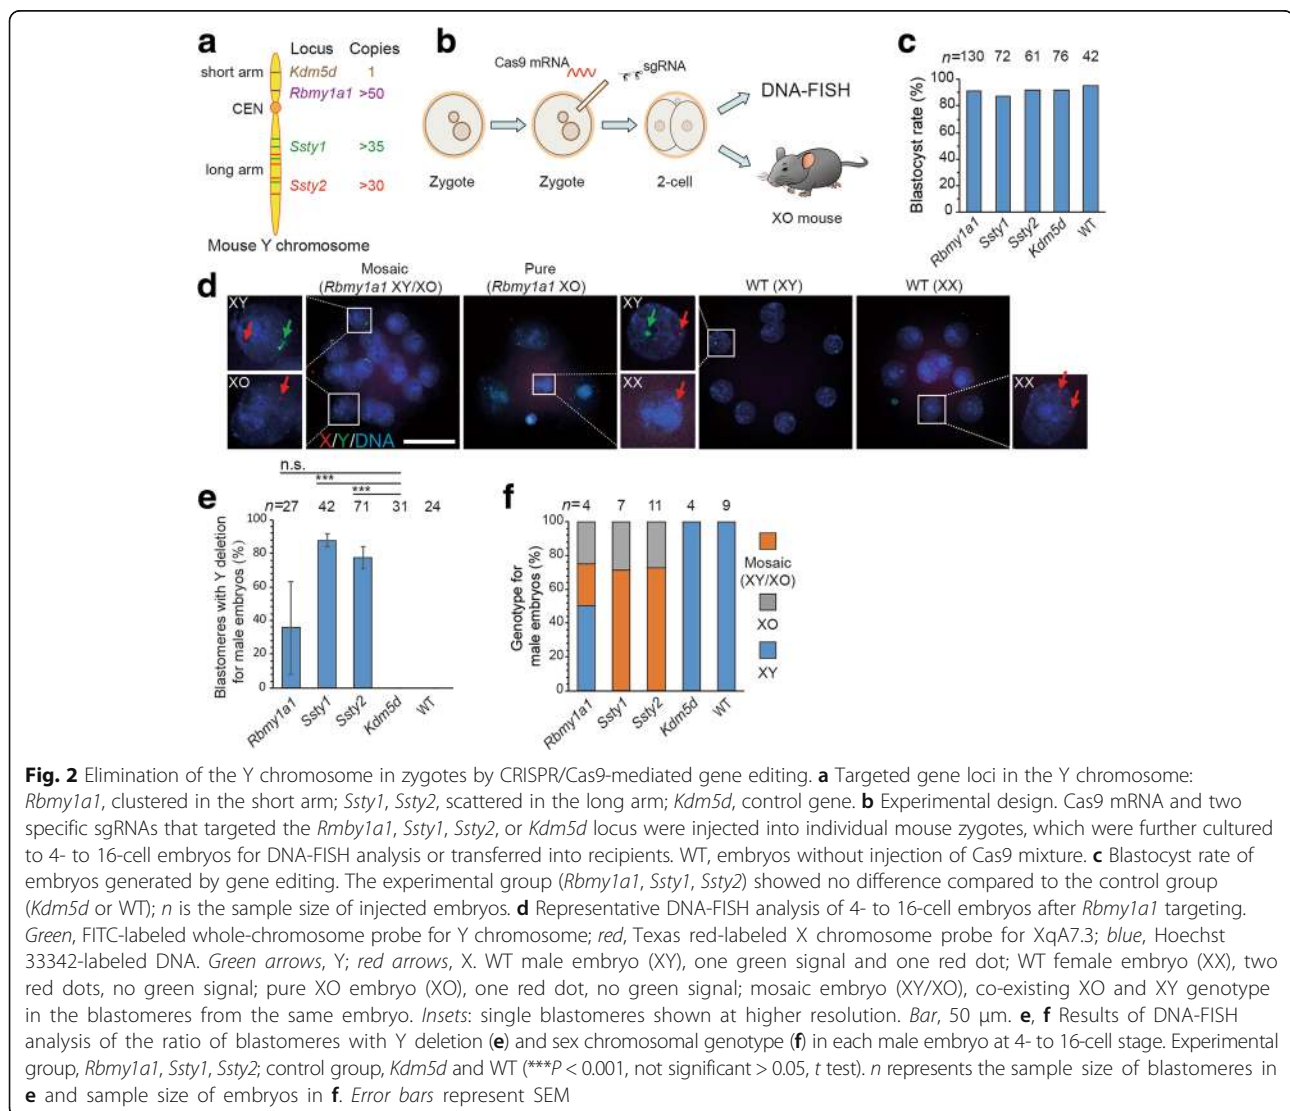 a
Locus Copies
short arm Kdm5d 1
Rbmy1a1 >50
CEN
Ssty1 >35
long arm
Ssty2 >30
Mouse Y chromosome
b
Cas9 mRNA sgRNA
DNA-FISH
Zygote Zygote 2-cell
XO mouse
c
n=130 72 61 76 42
Blastocyst rate (%)
100
80
60
40
20
0
Rbmy1a1 Ssty1 Ssty2 Kdm5d WT
d
Mosaic
(Rbmy1a1 XY/XO)
Pure
(Rbmy1a1 XO)
WT (XY)
WT (XX)
XY
XO
X/Y/DNA
XY
XX
XX
n.s.
***
***
e
n=27 42 71 31 24
Blastomeres with Y deletion
for male embryos (%)
100
80
60
40
20
0
Rbmy1a1 Ssty1 Ssty2 Kdm5d WT
f
n=4 7 11 4 9
Genotype for
male embryos (%)
100
80
60
40
20
0
Rbmy1a1 Ssty1 Ssty2 Kdm5d WT
Mosaic
(XY/XO)
XO
XY
Fig. 2 Elimination of the Y chromosome in zygotes by CRISPR/Cas9-mediated gene editing. a Targeted gene loci in the Y chromosome:
Rbmy1a1, clustered in the short arm; Ssty1, Ssty2, scattered in the long arm; Kdm5d, control gene. b Experimental design. Cas9 mRNA and two
specific sgRNAs that targeted the Rmby1a1, Ssty1, Ssty2, or Kdm5d locus were injected into individual mouse zygotes, which were further cultured
to 4- to 16-cell embryos for DNA-FISH analysis or transferred into recipients. WT, embryos without injection of Cas9 mixture. c Blastocyst rate of
embryos generated by gene editing. The experimental group (Rbmy1a1, Ssty1, Ssty2) showed no difference compared to the control group
(Kdm5d or WT); n is the sample size of injected embryos. d Representative DNA-FISH analysis of 4- to 16-cell embryos after Rbmy1a1 targeting.
Green, FITC-labeled whole-chromosome probe for Y chromosome; red, Texas red-labeled X chromosome probe for XqA7.3; blue, Hoechst
33342-labeled DNA. Green arrows, Y; red arrows, X. WT male embryo (XY), one green signal and one red dot; WT female embryo (XX), two
red dots, no green signal; pure XO embryo (XO), one red dot, no green signal; mosaic embryo (XY/XO), co-existing XO and XY genotype
in the blastomeres from the same embryo. Insets: single blastomeres shown at higher resolution. Bar, 50 μm. e, f Results of DNA-FISH
analysis of the ratio of blastomeres with Y deletion (e) and sex chromosomal genotype (f) in each male embryo at 4- to 16-cell stage. Experimental
group, Rbmy1a1, Ssty1, Ssty2; control group, Kdm5d and WT (***P < 0.001, not significant > 0.05, t test). n represents the sample size of blastomeres in
e and sample size of embryos in f. Error bars represent SEM